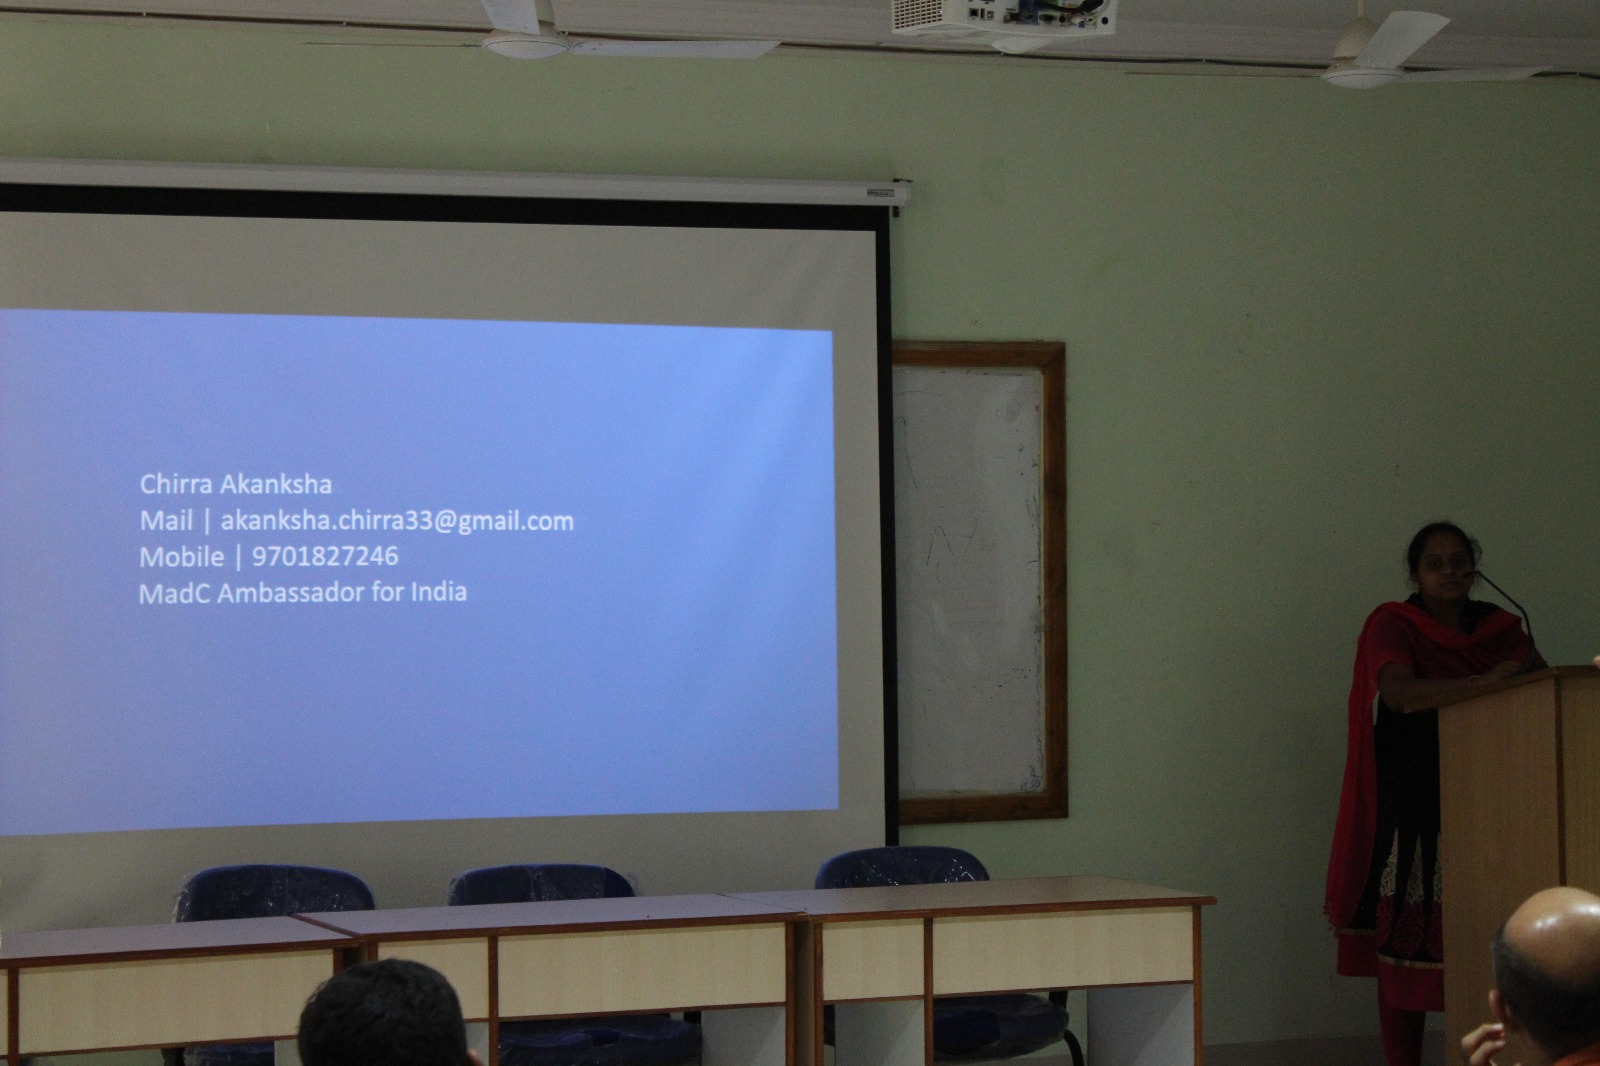 Chirra Akanksha
Mail | akanksha.chirra33@gmail.com
Mobile | 9701827246
MadC Ambassador for India